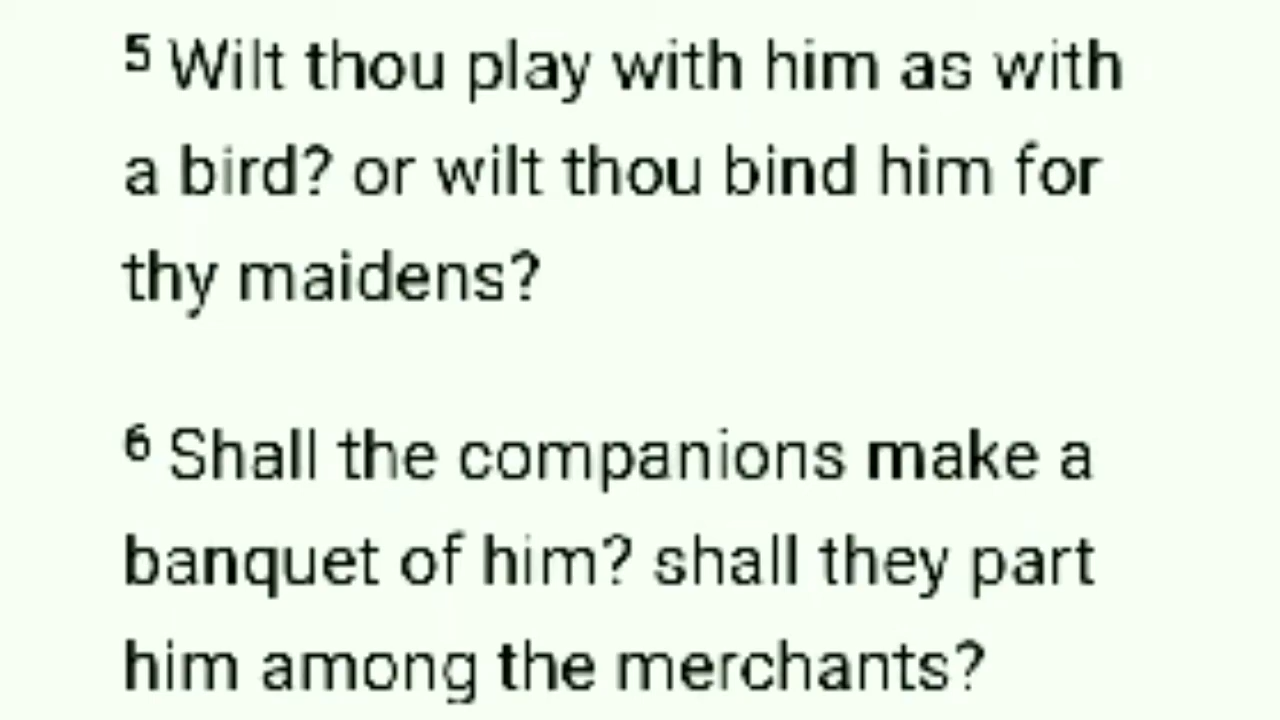 5 Wilt thou play with him as with
a bird? or wilt thou bind him for
thy maidens?
6 Shall the companions make a
banquet of him? shall they part
him among the merchants?